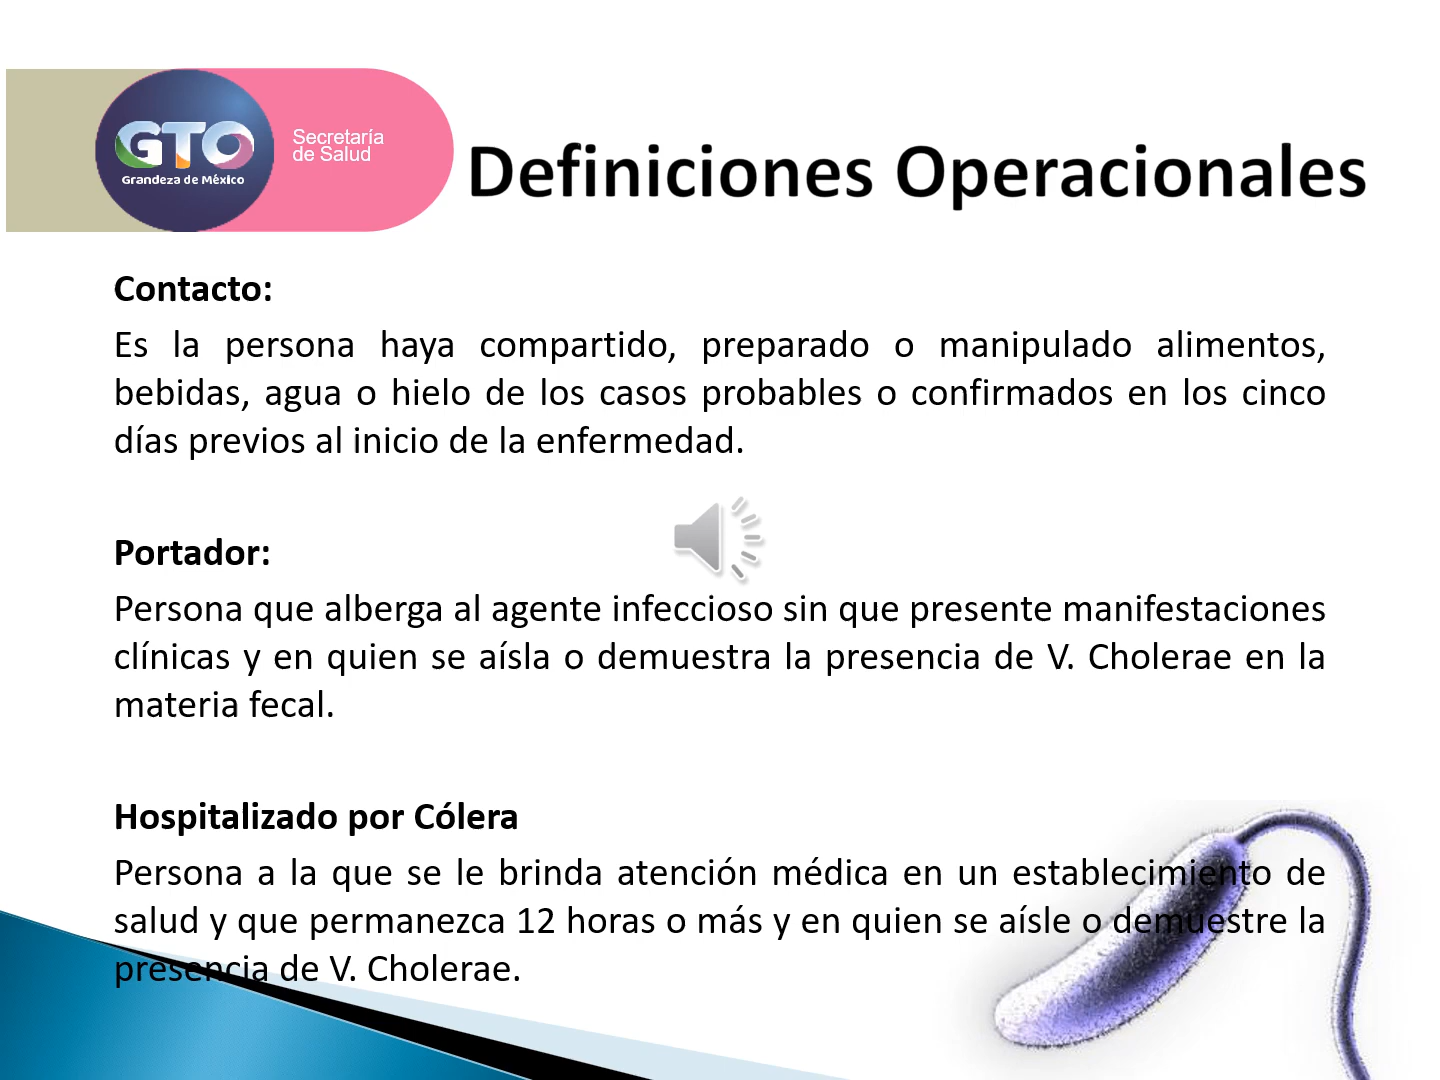 GTO
Grandeza de México
Secretaría
de Salud
Definiciones Operacionales
Contacto:
Es la persona haya compartido, preparado o manipulado alimentos,
bebidas, agua o hielo de los casos probables o confirmados en los cinco
días previos al inicio de la enfermedad.
Portador:
Persona que alberga al agente infeccioso sin que presente manifestaciones
clínicas y en quien se aísla o demuestra la presencia de V. Cholerae en la
materia fecal.
Hospitalizado por Cólera
Persona a la que se le brinda atención médica en un establecimiento de
salud y que permanezca 12 horas o más y en quien se aísle o demuestre la
presencia de V. Cholerae.